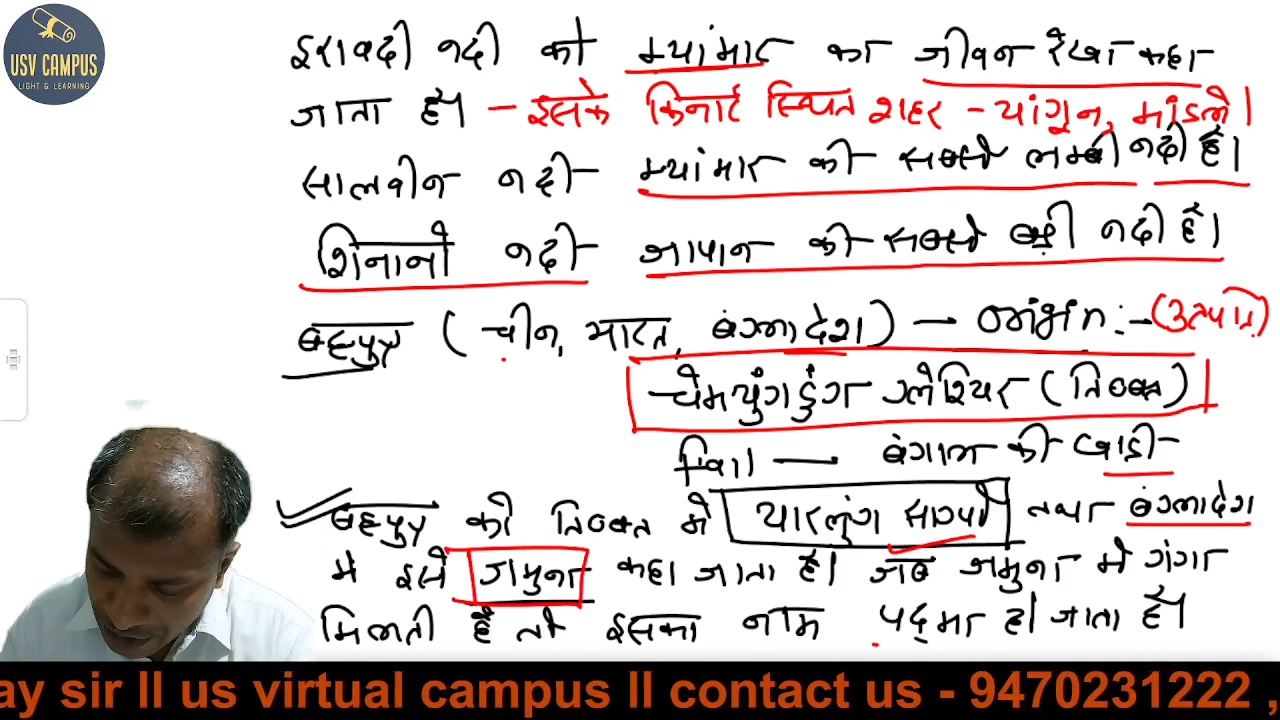 USV CAMPUS
LIGHT & LEARNING
इरावदी नदी को म्यांमार का जीवन रेखा कहा
जाता है। - इसके किनारे स्थित शहर - यांगून, मांडले।
सालवीन नदी - म्यांमार की सबसे लम्बी नदी है।
शिनानो नदी - जापान की सबसे बड़ी नदी है।
ब्रह्मपुत्र ( चीन, भारत, बंग्लादेश) - origin :- (उत्पत्ति)
चेमयुंगडुंग ग्लेशियर ( तिब्बत )
— बंगाल की खाड़ी -
ब्रह्मपुत्र को तिब्बत में यारलुंग सांगपो तथा बंग्लादेश
में इसे जमुना कहा जाता है। जब जमुना में गंगा
मिलती है तो इसका नाम पद्मा हो जाता है।
ay sir ll us virtual campus ll contact us - 9470231222 ,